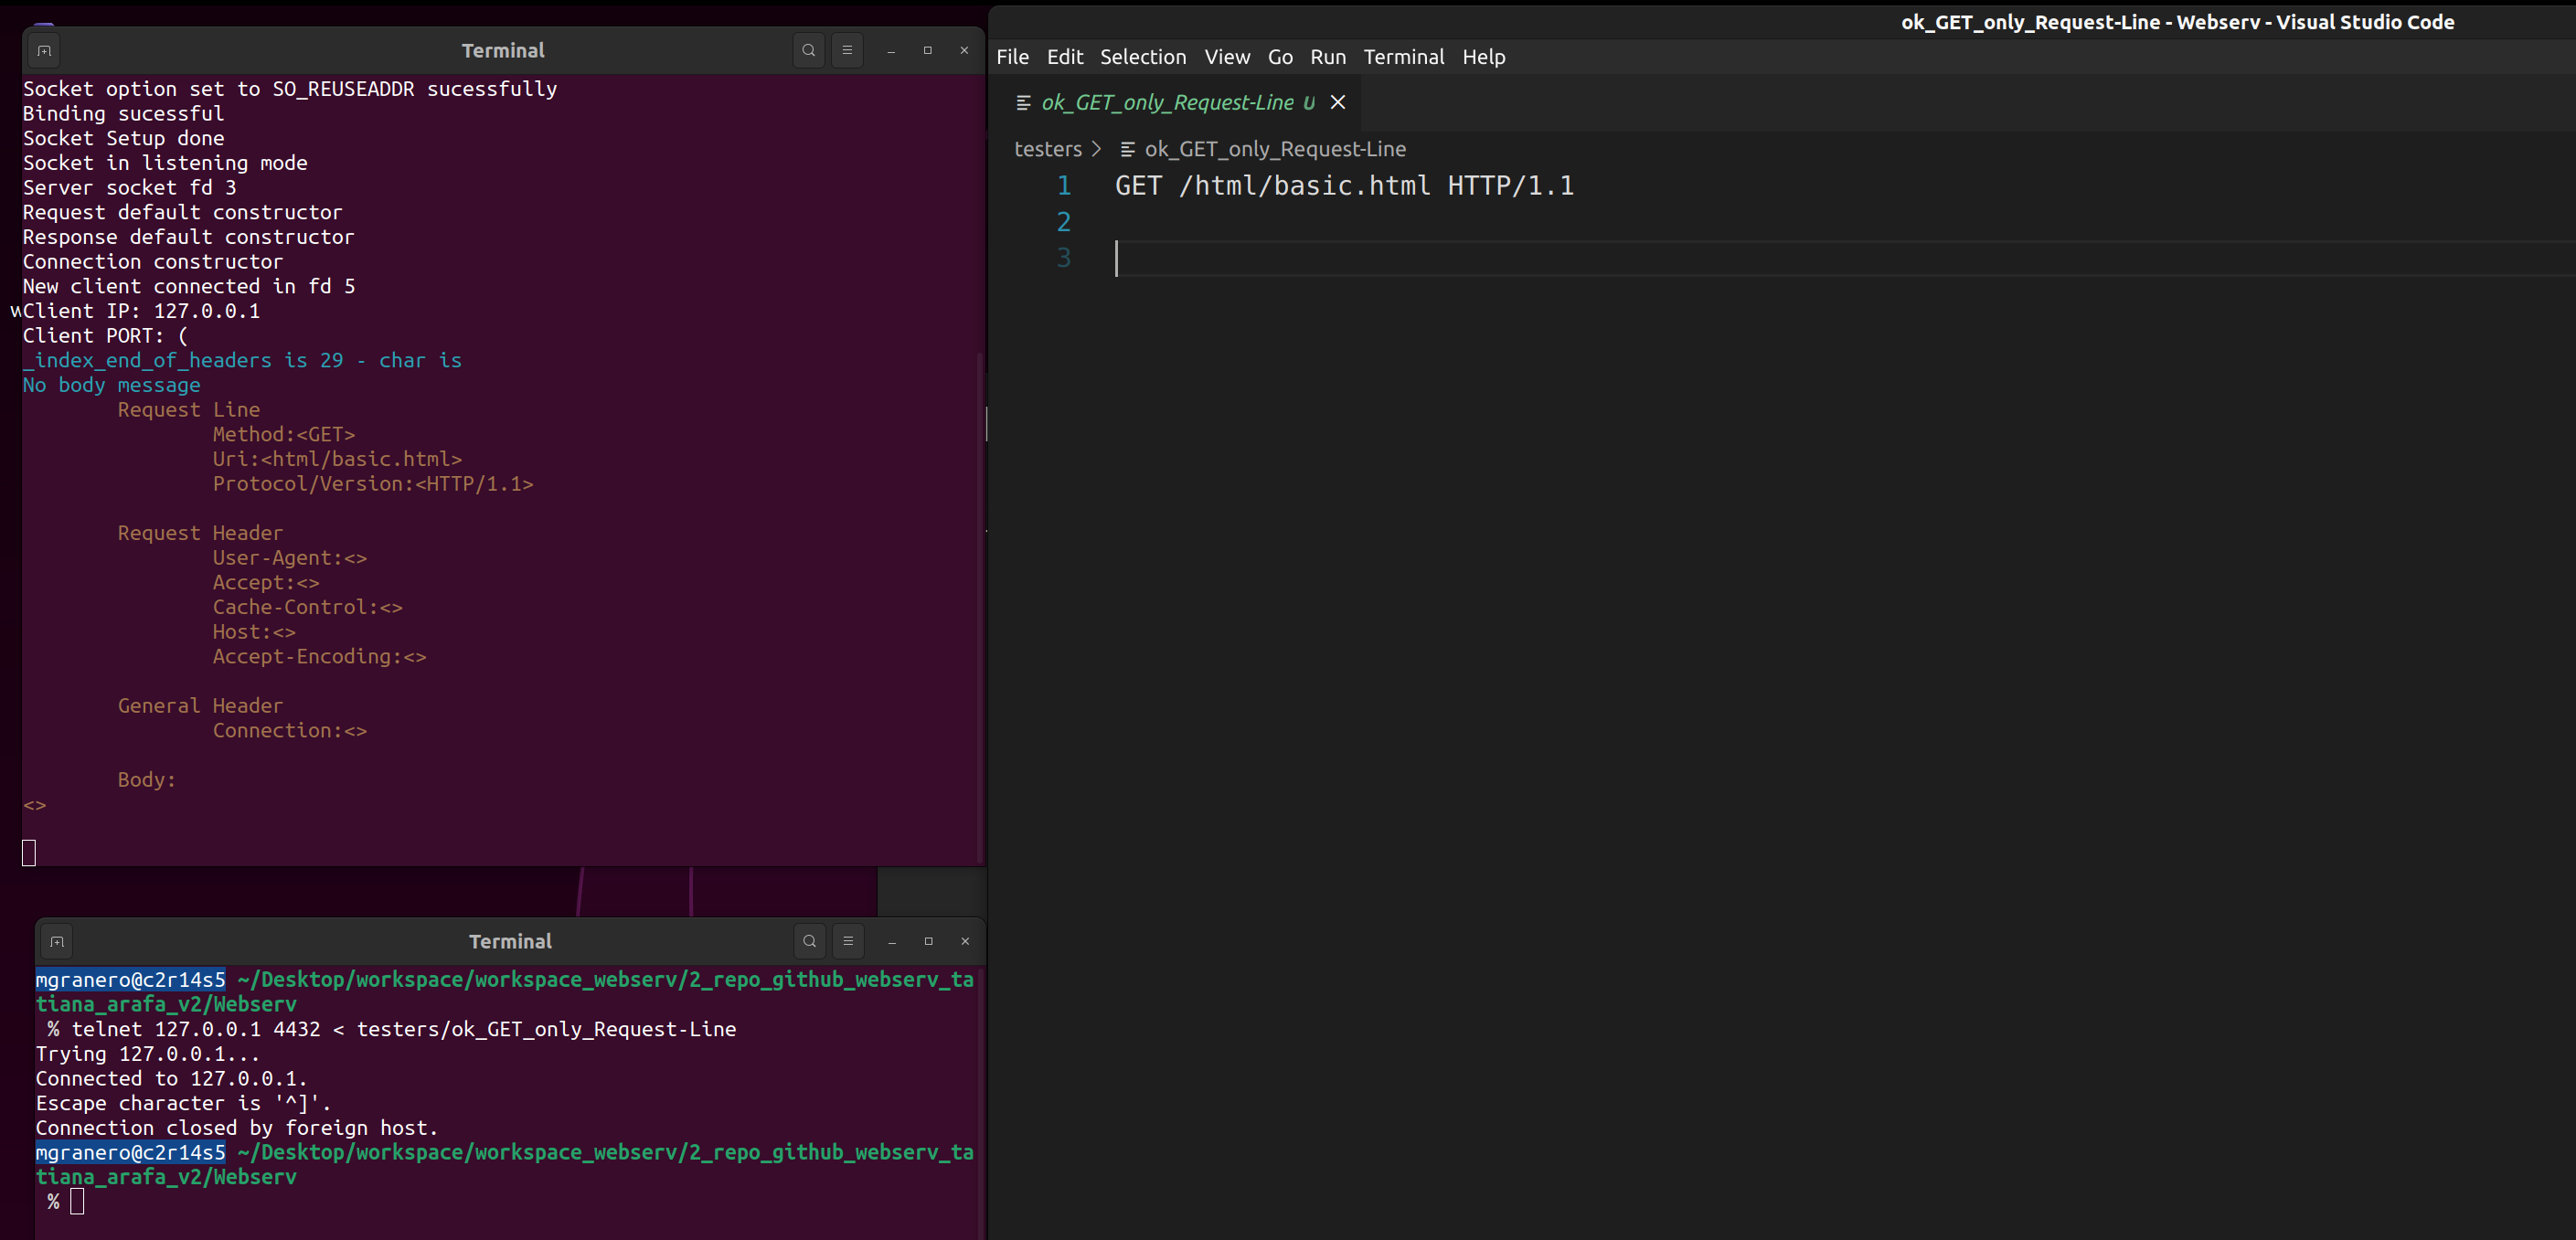 Terminal
Socket option set to SO_REUSEADDR sucessfully
Binding sucessful
Socket Setup done
Socket in listening mode
Server socket fd 3
Request default constructor
Response default constructor
Connection constructor
New client connected in fd 5
Client IP: 127.0.0.1
Client PORT: (
_index_end_of_headers is 29 - char is
No body message
Request Line
Method:<GET>
Uri:<html/basic.html>
Protocol/Version:<HTTP/1.1>
Request Header
User-Agent:<>
Accept:<>
Cache-Control:<>
Host:<>
Accept-Encoding:<>
General Header
Connection:<>
Body:
<>
Terminal
mgranero@c2r14s5 ~/Desktop/workspace/workspace_webserv/2_repo_github_webserv_ta
tiana_arafa_v2/Webserv
% telnet 127.0.0.1 4432 < testers/ok_GET_only_Request-Line
Trying 127.0.0.1...
Connected to 127.0.0.1.
Escape character is '^]'.
Connection closed by foreign host.
mgranero@c2r14s5 ~/Desktop/workspace/workspace_webserv/2_repo_github_webserv_ta
tiana_arafa_v2/Webserv
%
ok_GET_only_Request-Line - Webserv - Visual Studio Code
File Edit Selection View Go Run Terminal Help
ok_GET_only_Request-Line U
testers > ok_GET_only_Request-Line
1 GET /html/basic.html HTTP/1.1
2
3